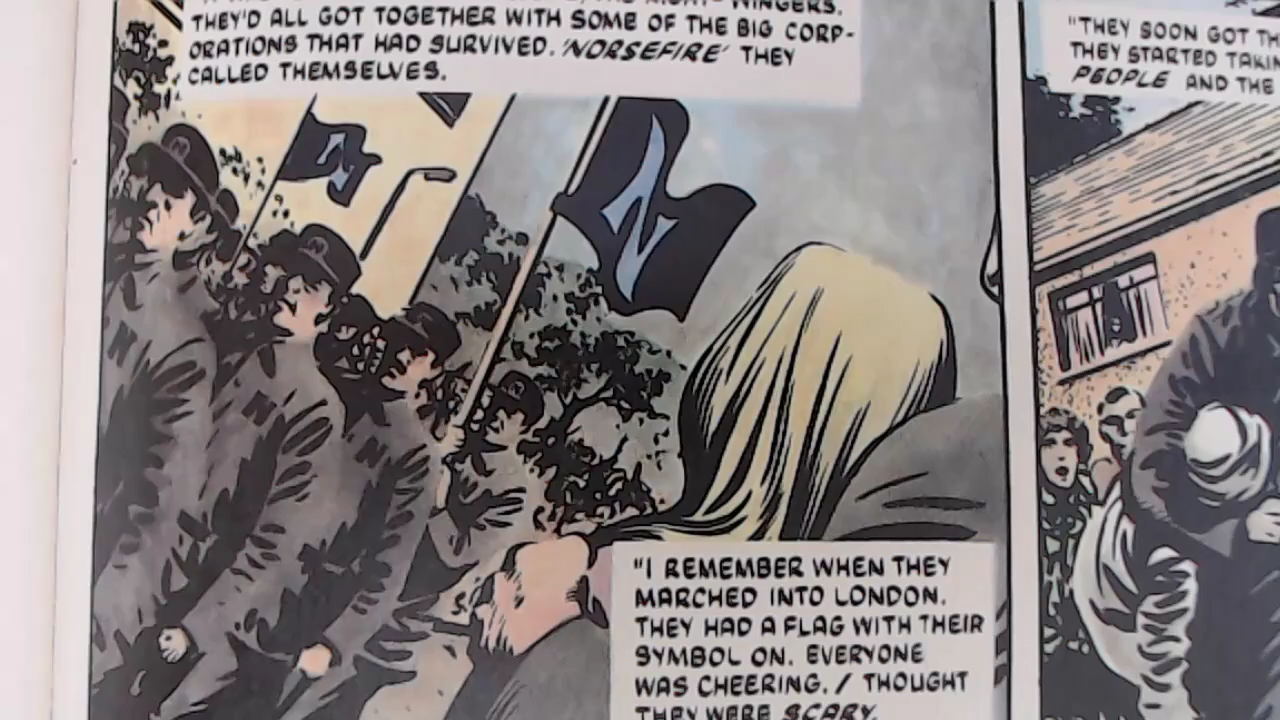 RIGHT- WINGERS.
THEY'D ALL GOT TOGETHER WITH SOME OF THE BIG CORP-
ORATIONS THAT HAD SURVIVED. 'NORSEFIRE' THEY
CALLED THEMSELVES.
N
N
N
N
N
N
"I REMEMBER WHEN THEY
MARCHED INTO LONDON.
THEY HAD A FLAG WITH THEIR
SYMBOL ON. EVERYONE
WAS CHEERING. I THOUGHT
THEY WERE SCARY.
"THEY SOON GOT
THEY STARTED
PEOPLE AND THE